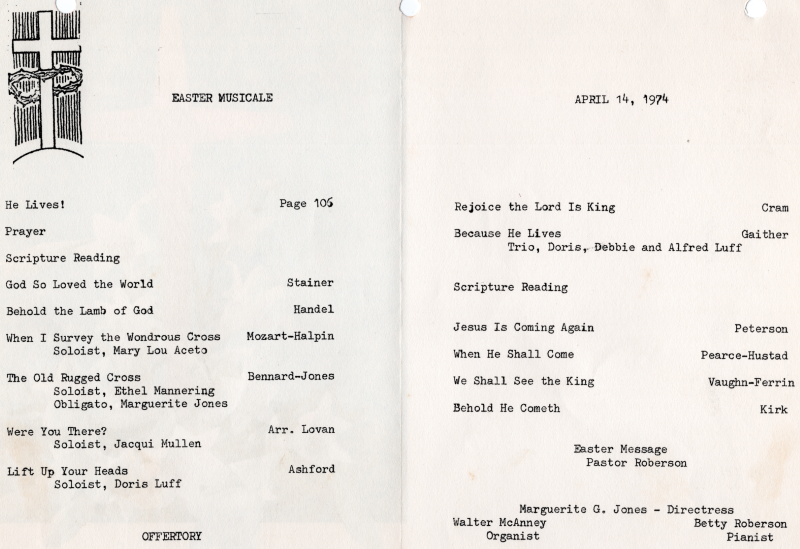 EASTER MUSICALE
He Lives! Page 106
Prayer
Scripture Reading
God So Loved the World Stainer
Behold the Lamb of God Handel
When I Survey the Wondrous Cross Mozart-Halpin
Soloist, Mary Lou Aceto
The Old Rugged Cross Bennard-Jones
Soloist, Ethel Mannering
Obligato, Marguerite Jones
Were You There? Arr. Lovan
Soloist, Jacqui Mullen
Lift Up Your Heads Ashford
Soloist, Doris Luff
OFFERTORY
APRIL 14, 1974
Rejoice the Lord Is King Cram
Because He Lives Gaither
Trio, Doris, Debbie and Alfred Luff
Scripture Reading
Jesus Is Coming Again Peterson
When He Shall Come Pearce-Hustad
We Shall See the King Vaughn-Ferrin
Behold He Cometh Kirk
Easter Message
Pastor Roberson
Marguerite G. Jones - Directress
Walter McAnney Betty Roberson
Organist Pianist